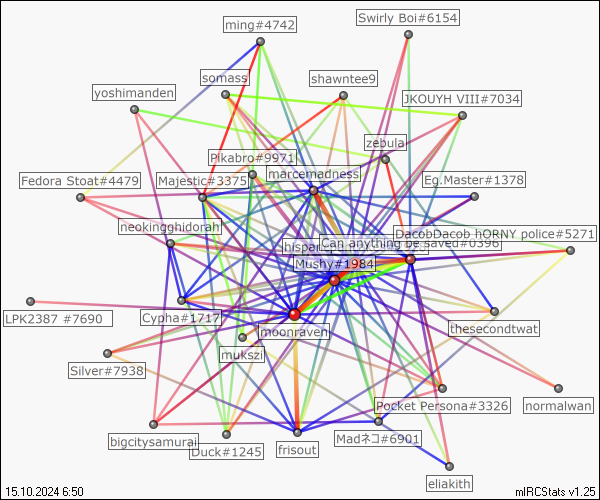 Swirly Boi#6154
ming#4742
somass
shawntee9
yoshimanden
JKOUYH VIII#7034
zebula
Pikabro#9971
marcemadness
Fedora Stoat#4479
Majestic#3375
Eg.Master#1378
neokingghidorah
DacobDacob hORNY police#5271
Can anything be saved#0396
Mushy#1984
LPK2387 #7690
Cypha#1717
moonraven
thesecondtwat
mukszi
Silver#7938
Pocket Persona#3326
normalwan
bigcitysamurai
Duck#1245
frisout
Madネコ#6901
eliakith
15.10.2024 6:50
mIRCStats v1.25